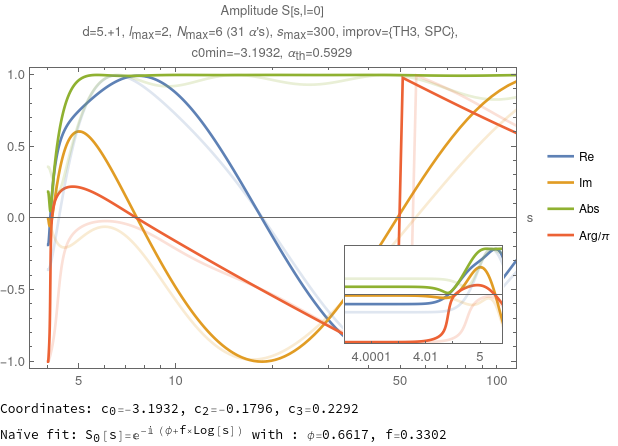 Amplitude S[s,l=0]
d=5.+1, lmax=2, Nmax=6 (31 α's), smax=300, improv={TH3, SPC},
c0min=-3.1932, αth=0.5929
1.0
0.5
0.0
-0.5
-1.0
5
10
50
100
s
4.0001
4.01
5
Re
Im
Abs
Arg/π
Coordinates: c0=-3.1932, c2=-0.1796, c3=0.2292
Naïve fit: S0[s]=e^-i (ϕ+f×Log[s]) with : ϕ=0.6617, f=0.3302